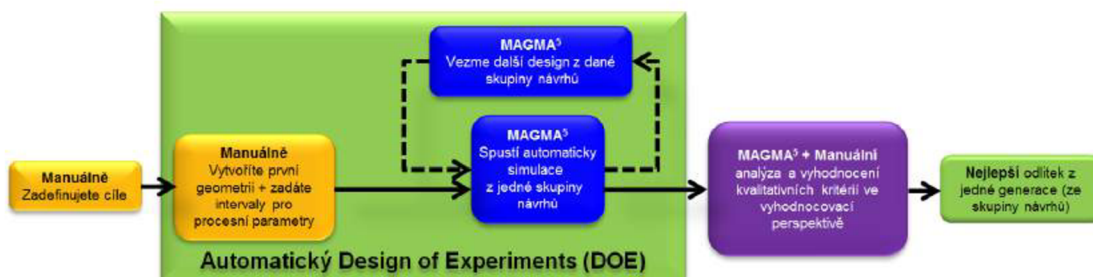 MAGMA⁵
Vezme další design z dané
skupiny návrhů
Manuálně
Zadefinujete cíle
Manuálně
Vytvoříte první
geometrii + zadáte
intervaly pro
procesní parametry
MAGMA⁵
Spustí automaticky
simulace
z jedné skupiny
návrhů
MAGMA⁵ + Manuální
analýza a vyhodnocení
kvalitativních kritérií ve
vyhodnocovací
perspektivě
Nejlepší odlitek z
jedné generace (ze
skupiny návrhů)
Automatický Design of Experiments (DOE)